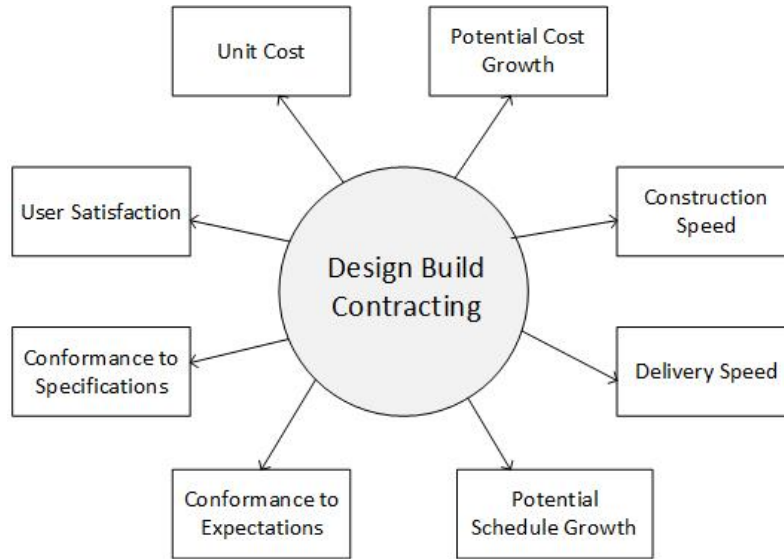 Unit Cost
Potential Cost
Growth
User Satisfaction
Construction
Speed
Design Build
Contracting
Conformance to
Specifications
Delivery Speed
Conformance to
Expectations
Potential
Schedule Growth